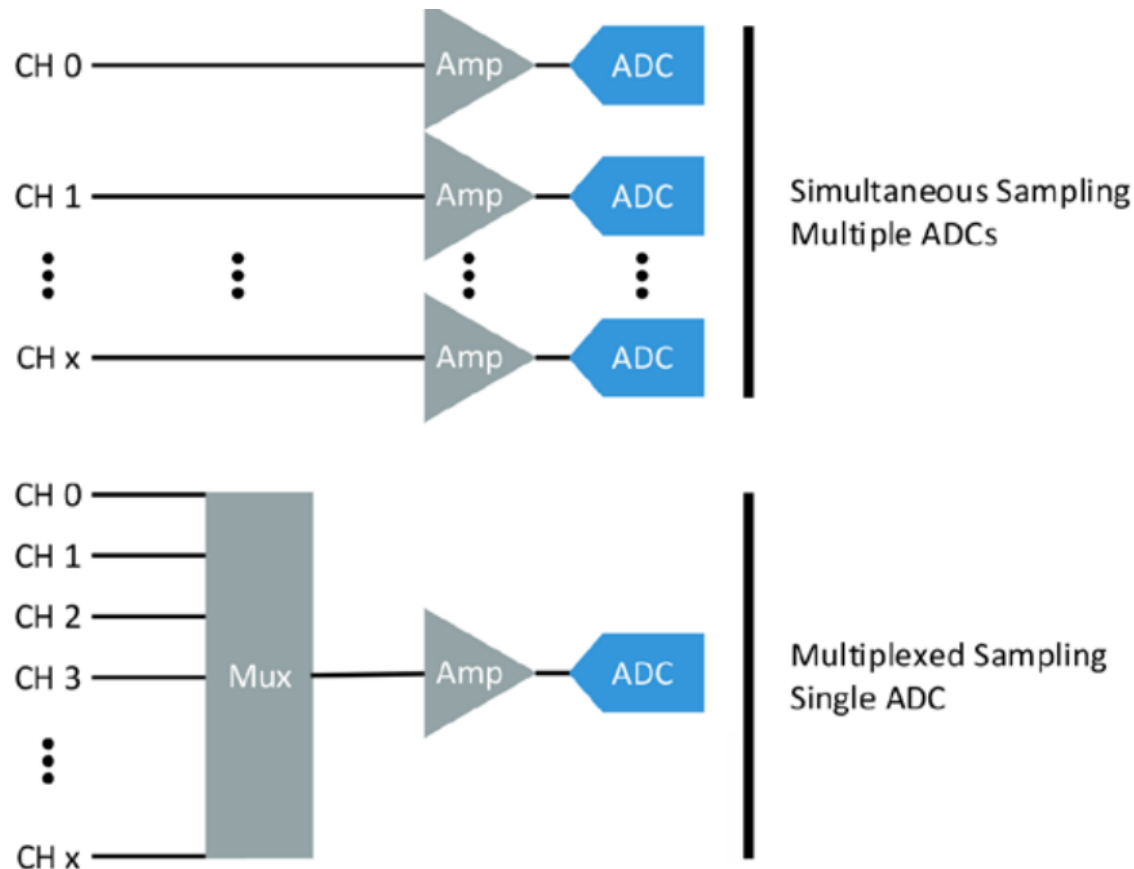 CH 0
Amp
ADC
CH 1
Amp
ADC
Simultaneous Sampling
Multiple ADCs
CH x
Amp
ADC
CH 0
CH 1
CH 2
CH 3
Mux
Amp
ADC
Multiplexed Sampling
Single ADC
CH x